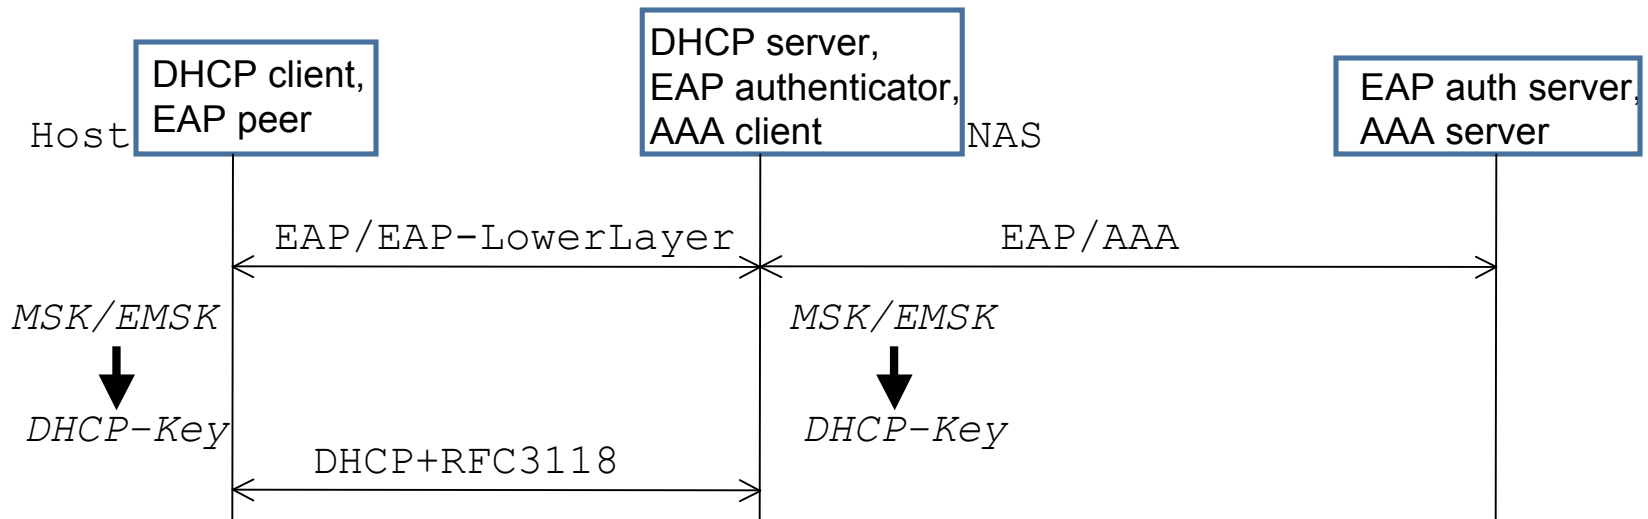 DHCP client,
EAP peer
Host
DHCP server,
EAP authenticator,
AAA client
NAS
EAP auth server,
AAA server
EAP/EAP-LowerLayer
EAP/AAA
MSK/EMSK
MSK/EMSK
DHCP-Key
DHCP-Key
DHCP+RFC3118